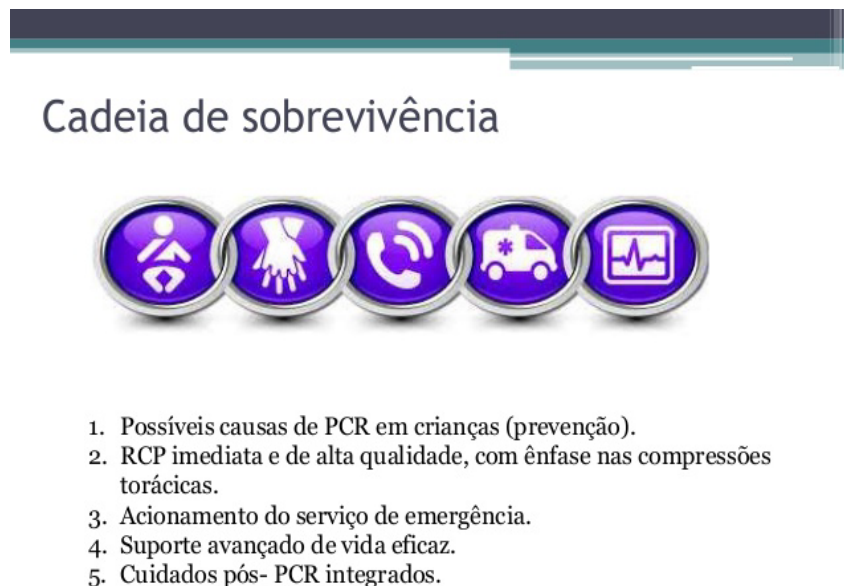 Cadeia de sobrevivência
1. Possíveis causas de PCR em crianças (prevenção).
2. RCP imediata e de alta qualidade, com ênfase nas compressões
torácicas.
3. Acionamento do serviço de emergência.
4. Suporte avançado de vida eficaz.
5. Cuidados pós- PCR integrados.